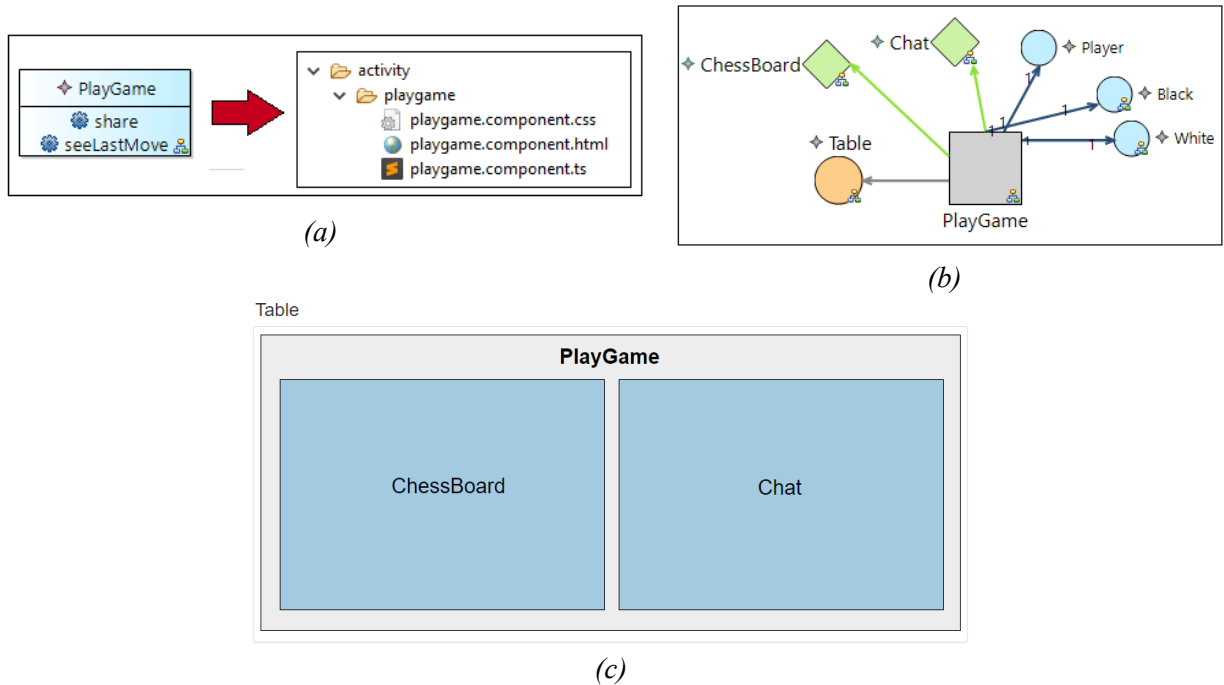 PlayGame
share
seeLastMove
activity
playgame
playgame.component.css
playgame.component.html
playgame.component.ts
(a)
Chat
Player
ChessBoard
1
Black
1
1
1
1
1
White
Table
PlayGame
(b)
Table
PlayGame
ChessBoard
Chat
(c)